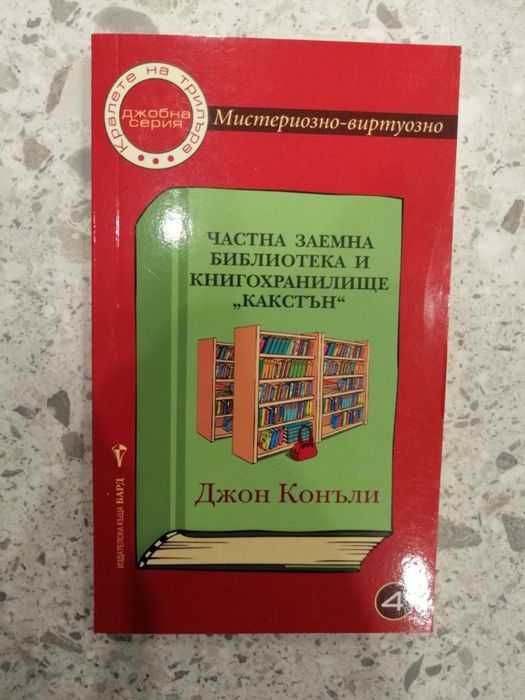 Кралете на трилъра
джобна
серия
Мистериозно-виртуозно
ЧАСТНА ЗАЕМНА
БИБЛИОТЕКА И
КНИГОХРАНИЛИЩЕ
„КАКСТЪН“
Джон Конъли
ИЗДАТЕЛСКА КЪЩА БАРД
4